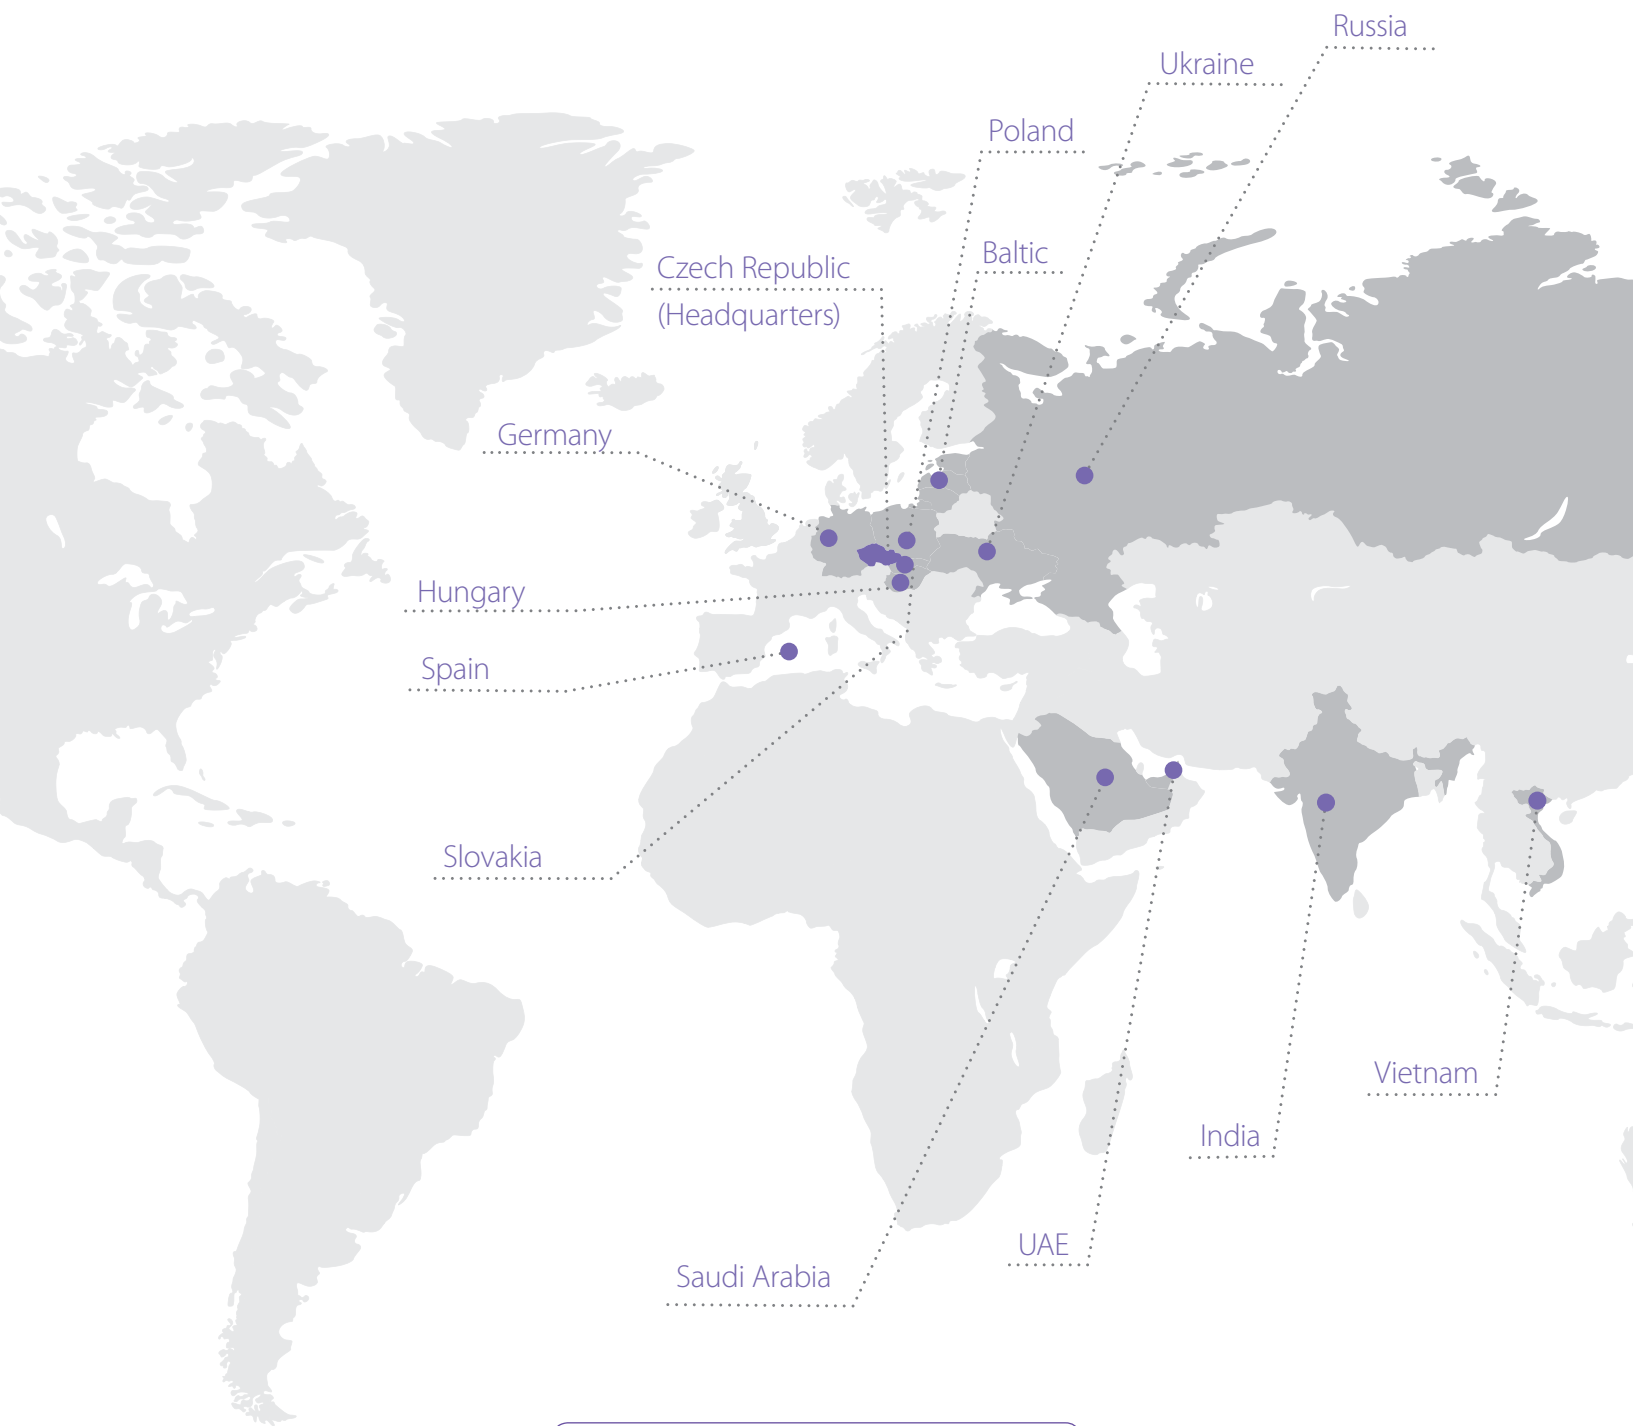 Russia
Ukraine
Poland
Baltic
Czech Republic
(Headquarters)
Germany
Hungary
Spain
Slovakia
Vietnam
India
UAE
Saudi Arabia